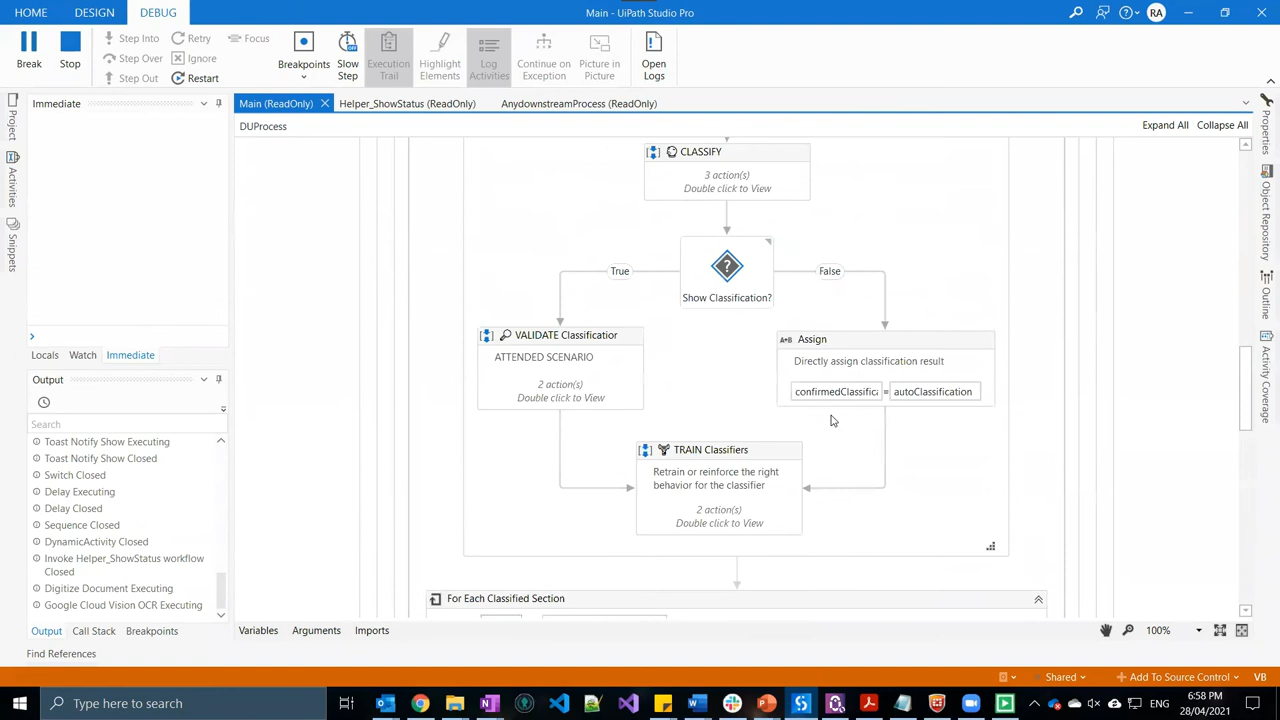 HOME
DESIGN
DEBUG
Main - UiPath Studio Pro
RA
Break
Stop
Step Into
Step Over
Step Out
Retry
Ignore
Restart
Focus
Breakpoints
Slow
Step
Execution
Trail
Highlight
Elements
Log
Activities
Continue on
Exception
Picture in
Picture
Open
Logs
Project
Activities
Snippets
Immediate
Main (ReadOnly)
Helper_ShowStatus (ReadOnly)
AnydownstreamProcess (ReadOnly)
DUProcess
Expand All
Collapse All
CLASSIFY
3 action(s)
Double click to View
True
False
Show Classification?
VALIDATE Classificatior
ATTENDED SCENARIO
2 action(s)
Double click to View
A+B Assign
Directly assign classification result
confirmedClassifica = autoClassification
TRAIN Classifiers
Retrain or reinforce the right
behavior for the classifier
2 action(s)
Double click to View
For Each Classified Section
Locals
Watch
Immediate
Output
Search
Toast Notify Show Executing
Toast Notify Show Closed
Switch Closed
Delay Executing
Delay Closed
Sequence Closed
DynamicActivity Closed
Invoke Helper_ShowStatus workflow
Closed
Digitize Document Executing
Google Cloud Vision OCR Executing
Output
Call Stack
Breakpoints
Find References
Variables
Arguments
Imports
100%
Properties
Object Repository
Outline
Activity Coverage
0
Shared
Add To Source Control
VB
Type here to search
ENG
6:58 PM
28/04/2021